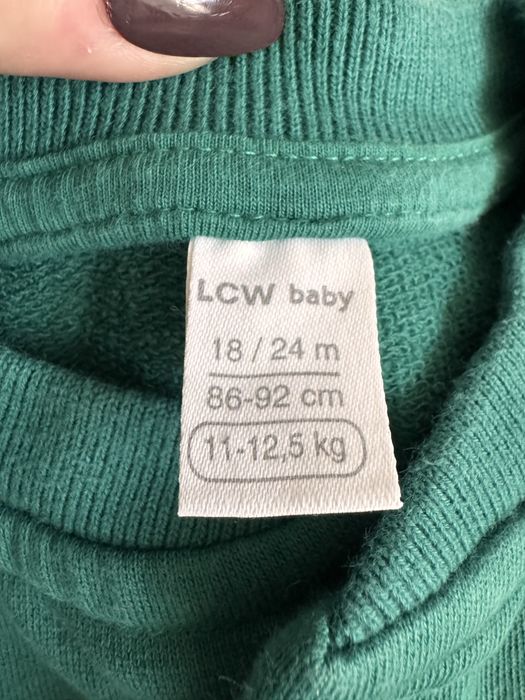 LCW baby
18 / 24 m
86-92 cm
11-12,5 kg